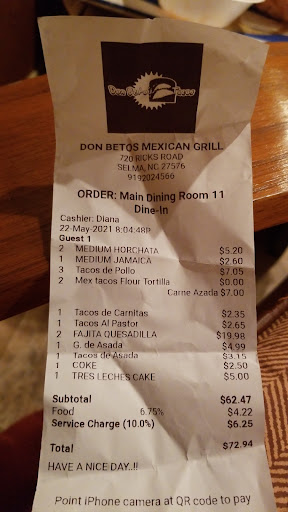 Don Betos Tacos
DON BETOS MEXICAN GRILL
720 RICKS ROAD
SELMA, NC 27576
9192024566
ORDER: Main Dining Room 11
Dine-In
Cashier: Diana
22-May-2021 8:04:48P
Guest 1
2 MEDIUM HORCHATA $5.20
1 MEDIUM JAMAICA $2.60
3 Tacos de Pollo $7.05
2 Mex tacos Flour Tortilla $0.00
Carne Azada $7.00
1 Tacos de Carnitas $2.35
1 Tacos Al Pastor $2.65
2 FAJITA QUESADILLA $19.98
1 G. de Asada $4.99
1 Tacos de Asada $3.15
1 COKE $2.50
1 TRES LECHES CAKE $5.00
Subtotal $62.47
Food 6.75% $4.22
Service Charge (10.0%) $6.25
Total $72.94
HAVE A NICE DAY..!!
Point iPhone camera at QR code to pay